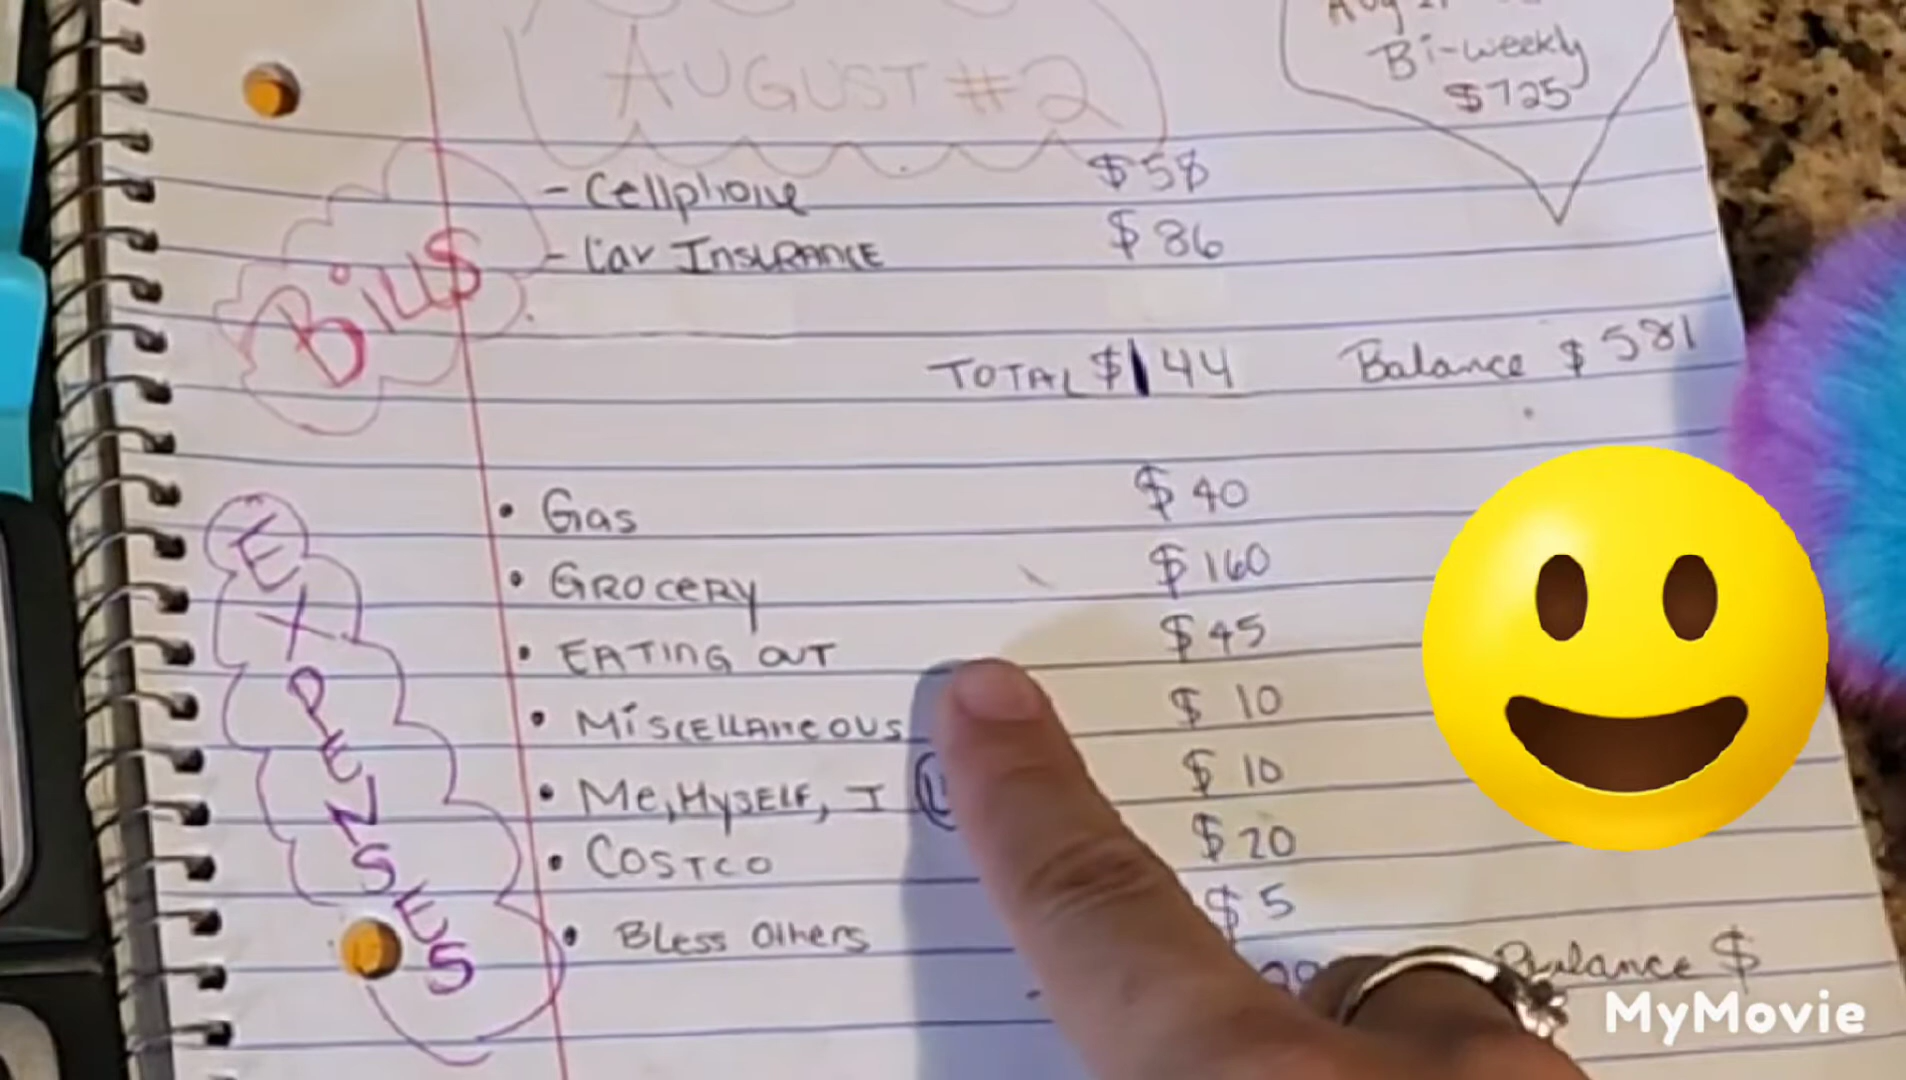 AUGUST #2
Bi-weekly
$725
- Cellphone $58
- Car INSURANCE $86
Bill$
TOTAL $144 Balance $581
EXPENSES
• Gas $40
• GROCERY $160
• EATING OUT $45
• MISCELLANEOUS $10
• Me, MYSELF, I $10
• COSTCO $20
• BLESS OTHERS $5
Balance $
MyMovie